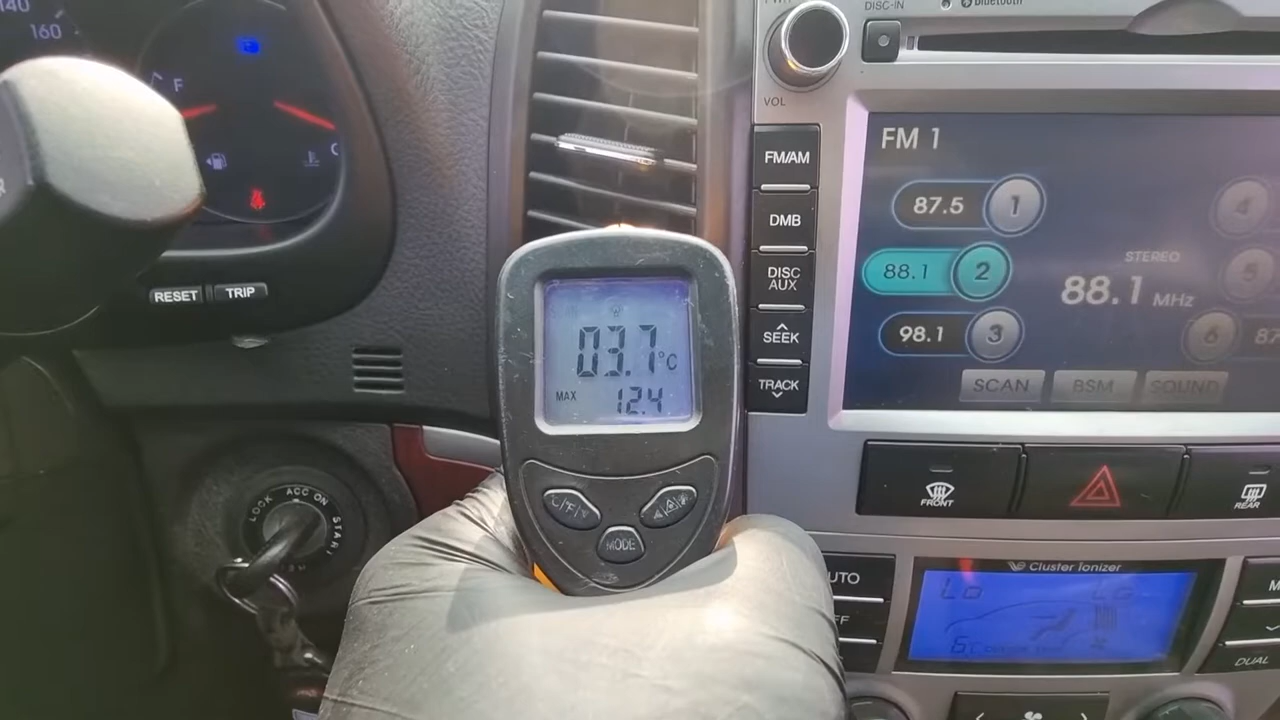 140
160
F
C
RESET
TRIP
LOCK ACC ON START
03.7°C
MAX 12.4
MODE
DISC-IN
Bluetooth
VOL
FM/AM
DMB
DISC
AUX
SEEK
TRACK
FM 1
87.5 1
88.1 2
98.1 3
4
5
6
STEREO
88.1 MHz
SCAN
BSM
SOUND
FRONT
REAR
Cluster Ionizer
Lo
DUAL